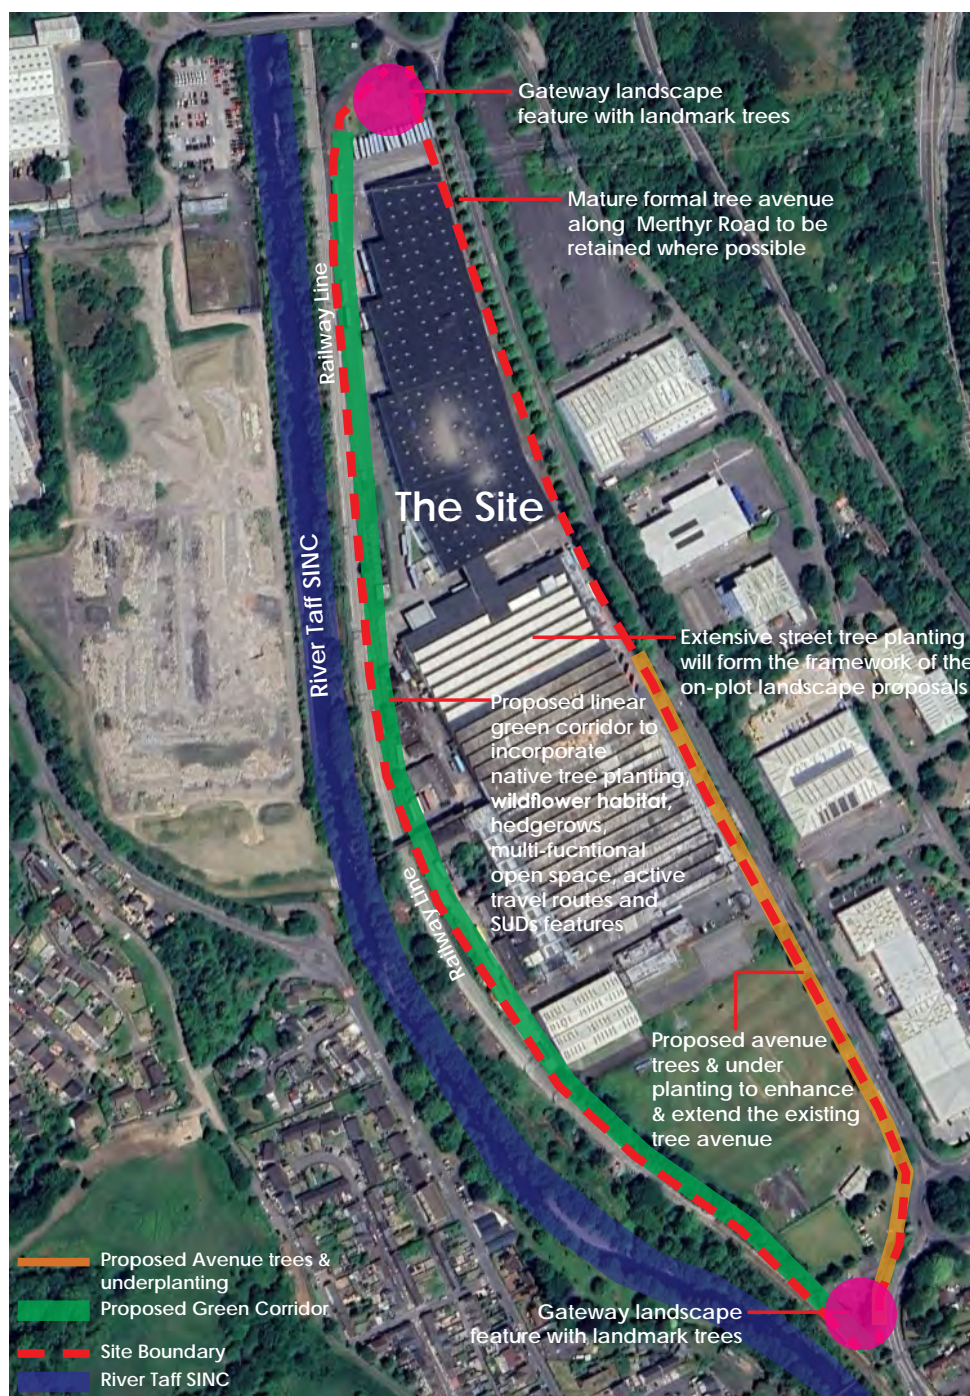 Gateway landscape
feature with landmark trees
Mature formal tree avenue
along Merthyr Road to be
retained where possible
Railway Line
The Site
River Taff SINC
Extensive street tree planting
will form the framework of the
on-plot landscape proposals
Proposed linear
green corridor to
incorporate
native tree planting,
wildflower habitat,
hedgerows,
multi-fucntional
open space, active
travel routes and
SUDs features
Railway Line
Proposed avenue
trees & under
planting to enhance
& extend the existing
tree avenue
Gateway landscape
feature with landmark trees
Proposed Avenue trees &
underplanting
Proposed Green Corridor
Site Boundary
River Taff SINC